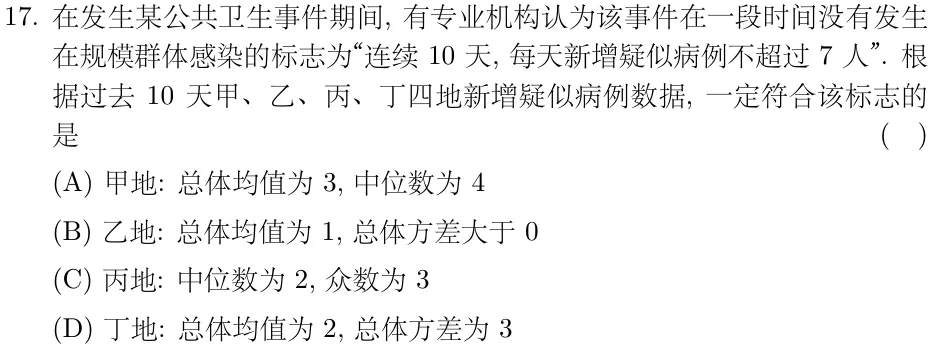 17. 在发生某公共卫生事件期间, 有专业机构认为该事件在一段时间没有发生
在规模群体感染的标志为“连续 10 天, 每天新增疑似病例不超过 7 人”. 根
据过去 10 天甲、乙、丙、丁四地新增疑似病例数据, 一定符合该标志的
是 ( )
(A) 甲地: 总体均值为 3, 中位数为 4
(B) 乙地: 总体均值为 1, 总体方差大于 0
(C) 丙地: 中位数为 2, 众数为 3
(D) 丁地: 总体均值为 2, 总体方差为 3